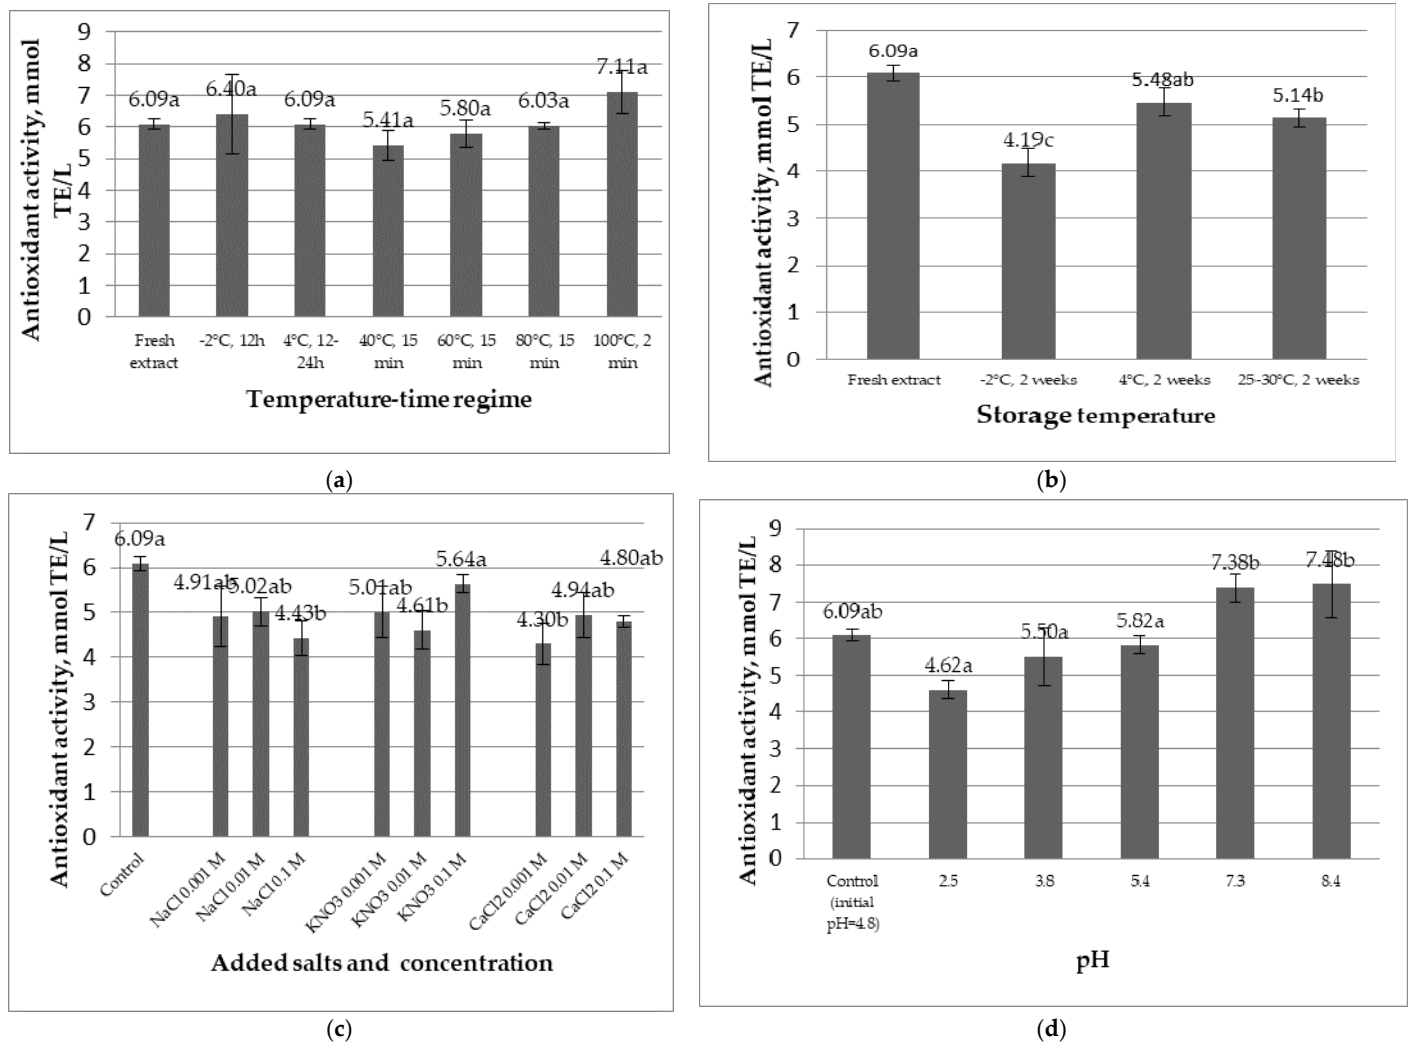 Antioxidant activity, mmol
TE/L
9
8
7
6
5
4
3
2
1
0
6.09a
6.40a
6.09a
5.41a
5.80a
6.03a
7.11a
Fresh
extract
-2°C, 12h
4°C, 12-
24h
40°C, 15
min
60°C, 15
min
80°C, 15
min
100°C, 2
min
Temperature-time regime
(a)
Antioxidant activity, mmol TE/L
7
6
5
4
3
2
1
0
6.09a
4.19c
5.48ab
5.14b
Fresh extract
-2°C, 2 weeks
4°C, 2 weeks
25-30°C, 2 weeks
Storage temperature
(b)
Antioxidant activity, mmol TE/L
7
6
5
4
3
2
1
0
6.09a
4.91ab
5.02ab
4.43b
5.01ab
4.61b
5.64a
4.30b
4.94ab
4.80ab
Control
NaCl 0.001 M
NaCl 0.01 M
NaCl 0.1 M
KNO3 0.001 M
KNO3 0.01 M
KNO3 0.1 M
CaCl2 0.001 M
CaCl2 0.01 M
CaCl2 0.1 M
Added salts and concentration
(c)
Antioxidant activity, mmol TE/L
9
8
7
6
5
4
3
2
1
0
6.09ab
4.62a
5.50a
5.82a
7.38b
7.48b
Control
(initial
pH=4.8)
2.5
3.8
5.4
7.3
8.4
pH
(d)